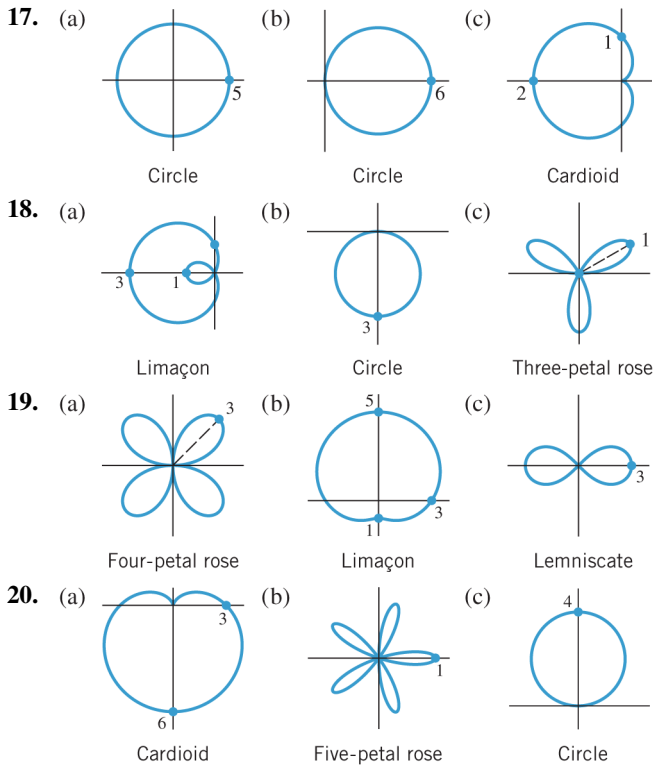 17. (a) (b) (c)
1
5
6
2
Circle Circle Cardioid
18. (a) (b) (c)
1
3 1
3
Limaçon Circle Three-petal rose
19. (a) (b) (c)
3 5
3 3
1
Four-petal rose Limaçon Lemniscate
20. (a) (b) (c)
4
3
1
6
Cardioid Five-petal rose Circle